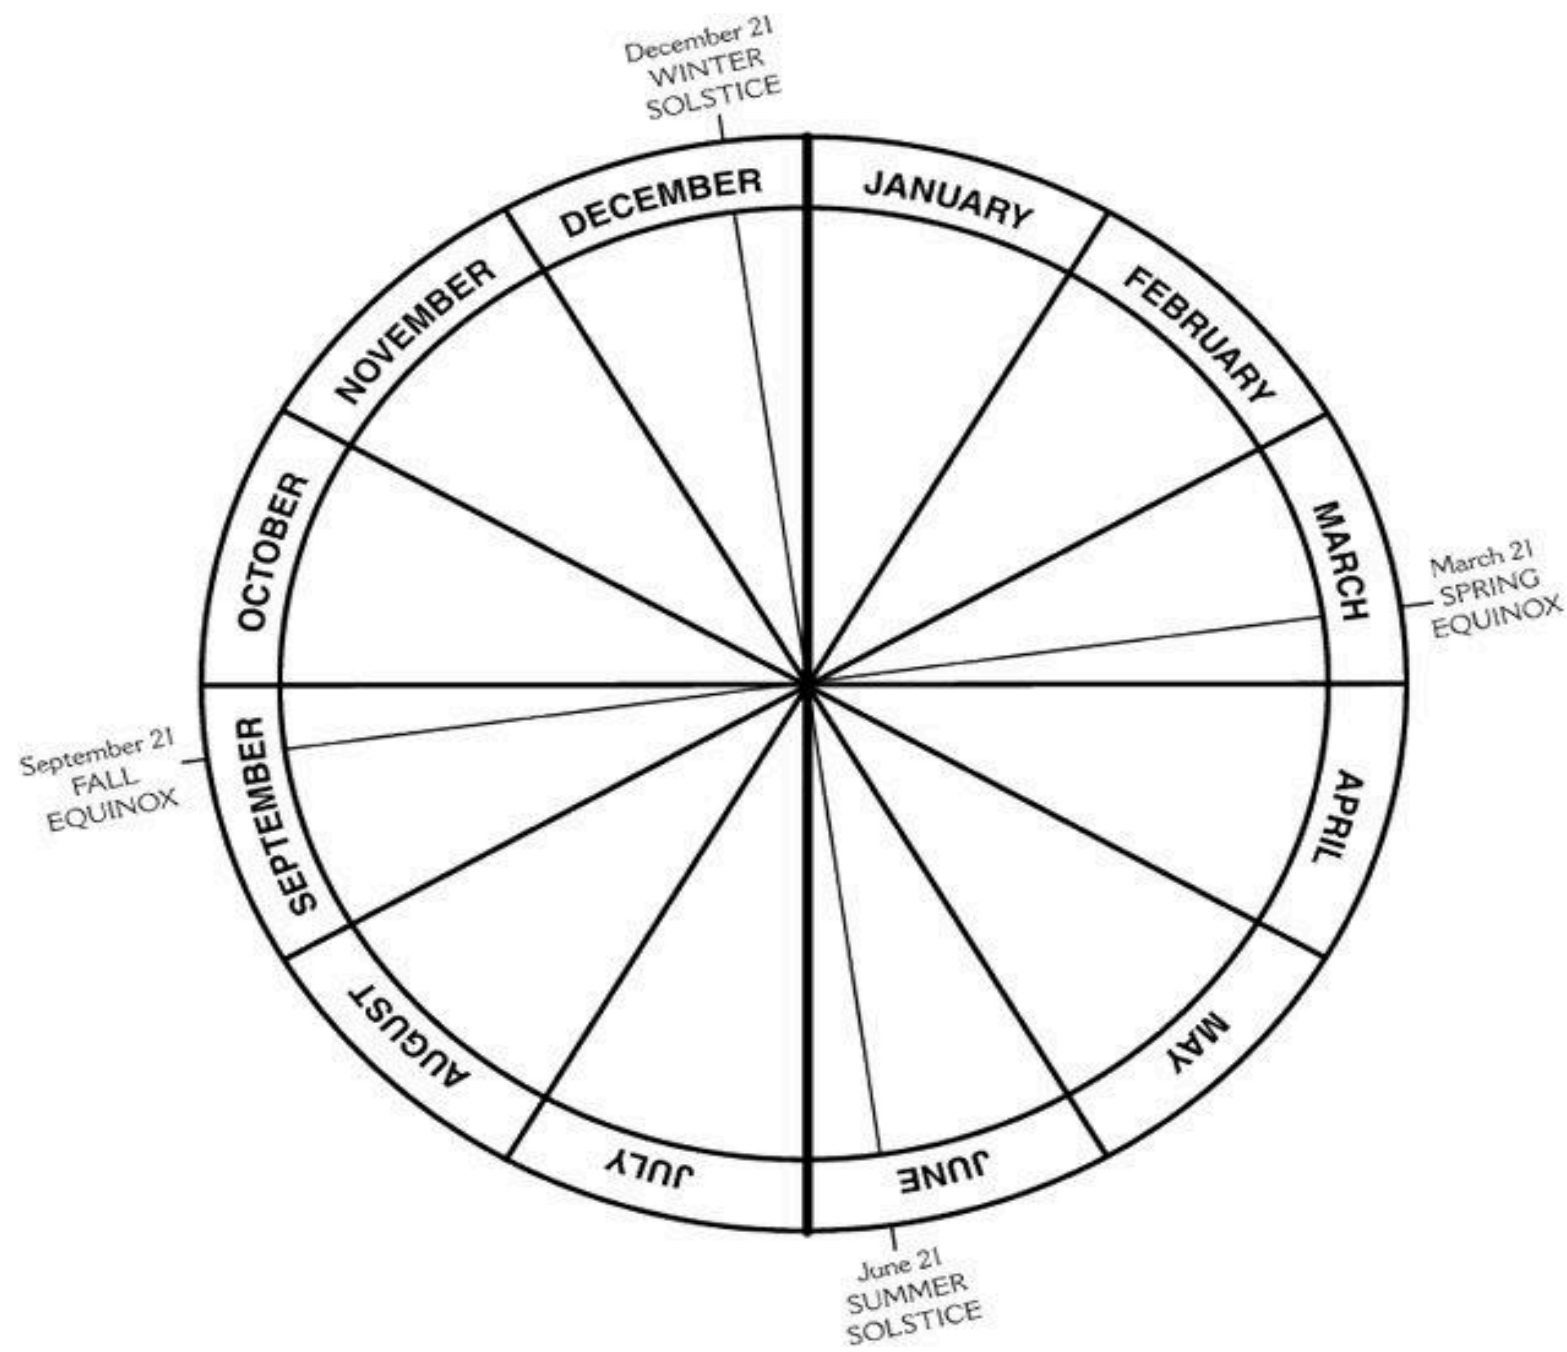 December 21
WINTER
SOLSTICE
JANUARY
FEBRUARY
MARCH
March 21
SPRING
EQUINOX
APRIL
MAY
JUNE
June 21
SUMMER
SOLSTICE
JULY
AUGUST
SEPTEMBER
September 21
FALL
EQUINOX
OCTOBER
NOVEMBER
DECEMBER